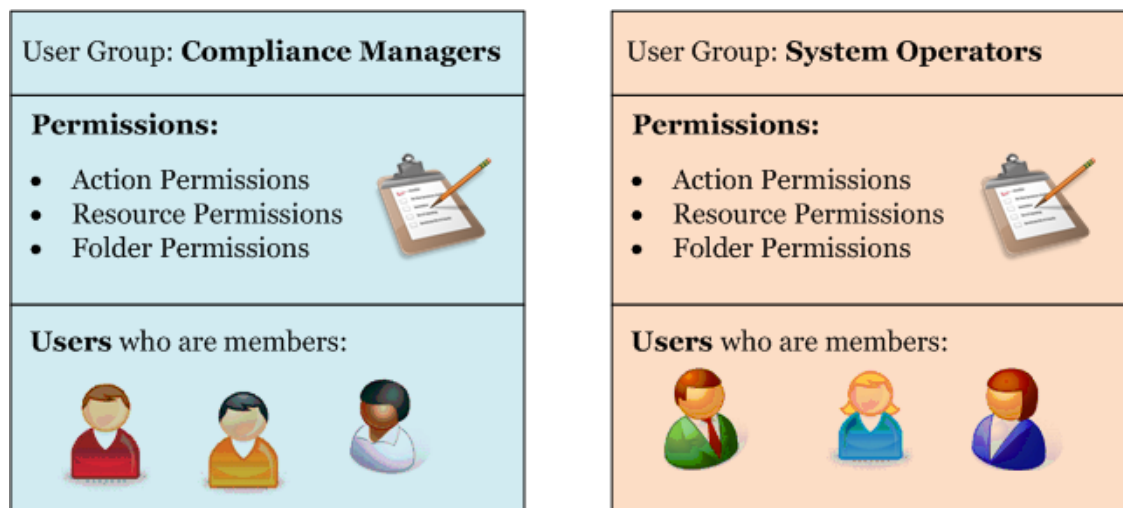 User Group: Compliance Managers
Permissions:
• Action Permissions
• Resource Permissions
• Folder Permissions
Users who are members:
User Group: System Operators
Permissions:
• Action Permissions
• Resource Permissions
• Folder Permissions
Users who are members: